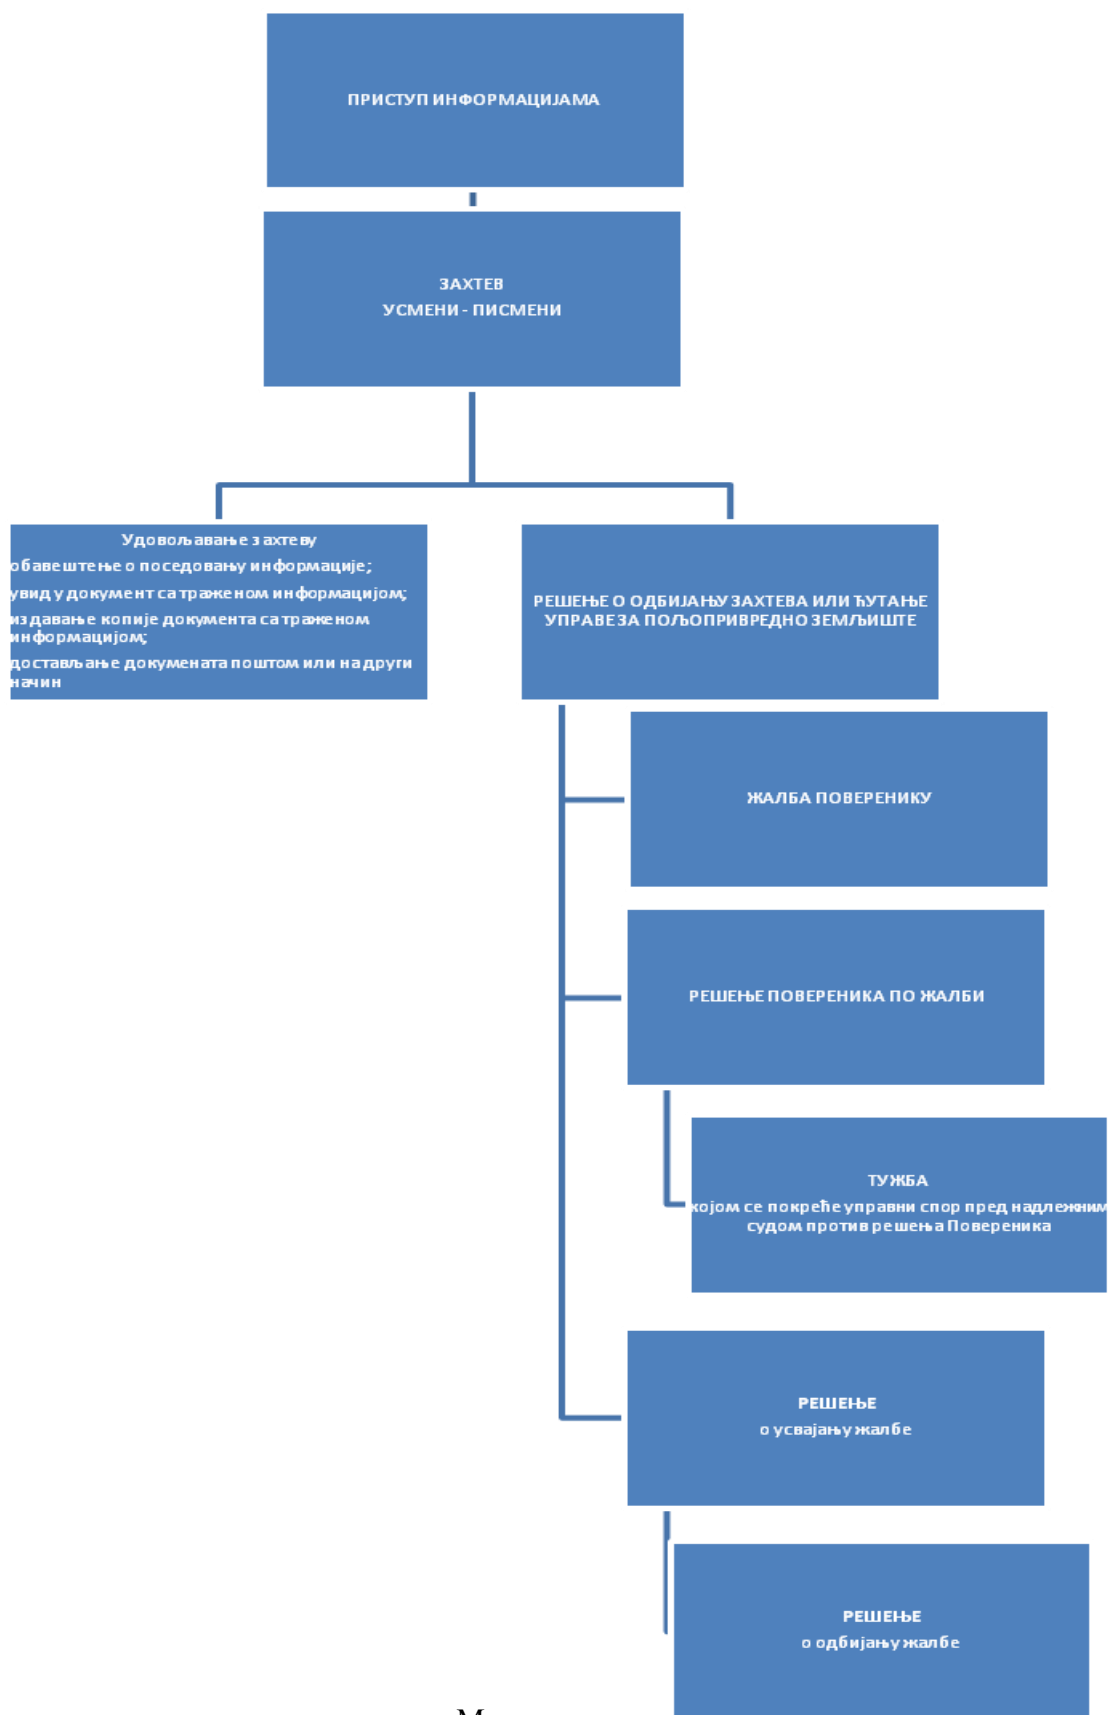 ПРИСТУП ИНФОРМАЦИЈАМА
ЗАХТЕВ
УСМЕНИ - ПИСМЕНИ
Удовољавање захтеву
обавештење о поседовању информације;
увид у документ са траженом информацијом;
издавање копије документа са траженом
информацијом;
достављање докумената поштом или на други
начин
РЕШЕЊЕ О ОДБИЈАЊУ ЗАХТЕВА ИЛИ ЋУТАЊЕ
УПРАВЕ ЗА ПОЉОПРИВРЕДНО ЗЕМЉИШТЕ
ЖАЛБА ПОВЕРЕНИКУ
РЕШЕЊЕ ПОВЕРЕНИКА ПО ЖАЛБИ
ТУЖБА
којом се покреће управни спор пред надлежним
судом против решења Повереника
РЕШЕЊЕ
о усвајању жалбе
РЕШЕЊЕ
о одбијању жалбе